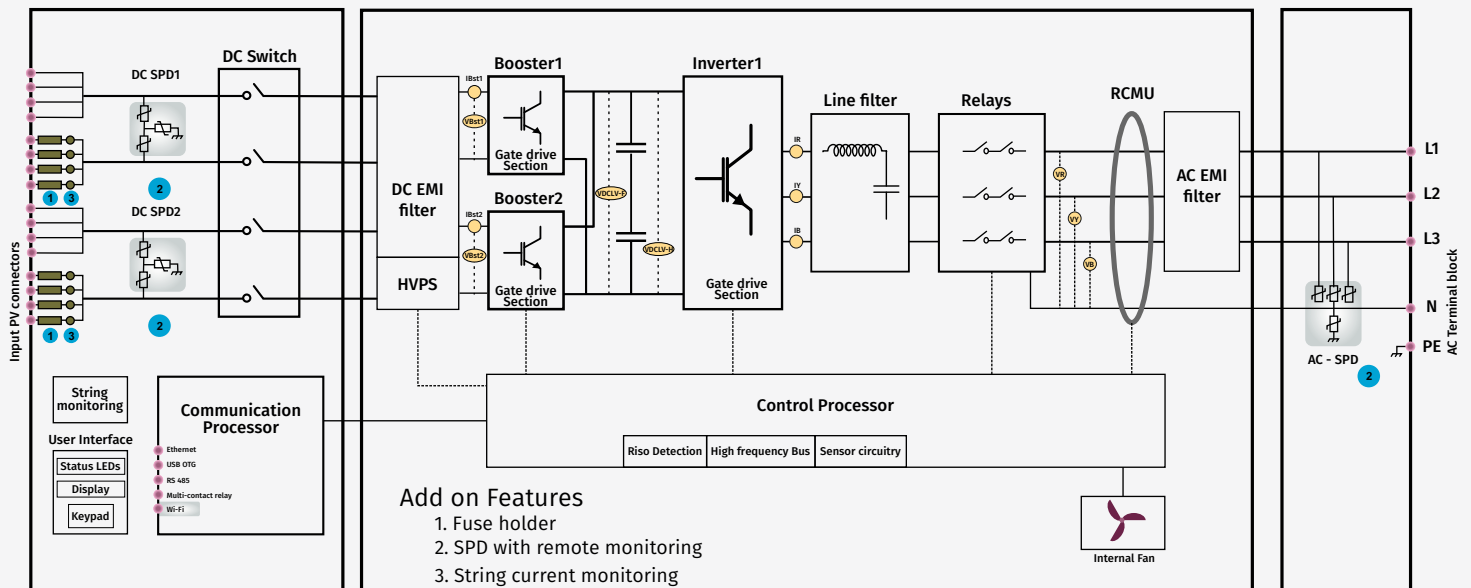 DC Switch
DC SPD1
2
1 3
DC SPD2
2
1 3
Input PV connectors
String
monitoring
User Interface
Status LEDs
Display
Keypad
Communication
Processor
Ethernet
USB OTG
RS 485
Multi-contact relay
Wi-Fi
DC EMI
filter
HVPS
IBst1
VBst1
IBst2
VBst2
Booster1
Gate drive
Section
Booster2
Gate drive
Section
VDCLV-F
VDCLV-H
Inverter1
Gate drive
Section
IR
IY
IB
Line filter
Relays
VR
VY
VB
RCMU
AC EMI
filter
Control Processor
Riso Detection
High frequency Bus
Sensor circuitry
Internal Fan
Add on Features
1. Fuse holder
2. SPD with remote monitoring
3. String current monitoring
AC - SPD
2
L1
L2
L3
N
PE
AC Terminal block